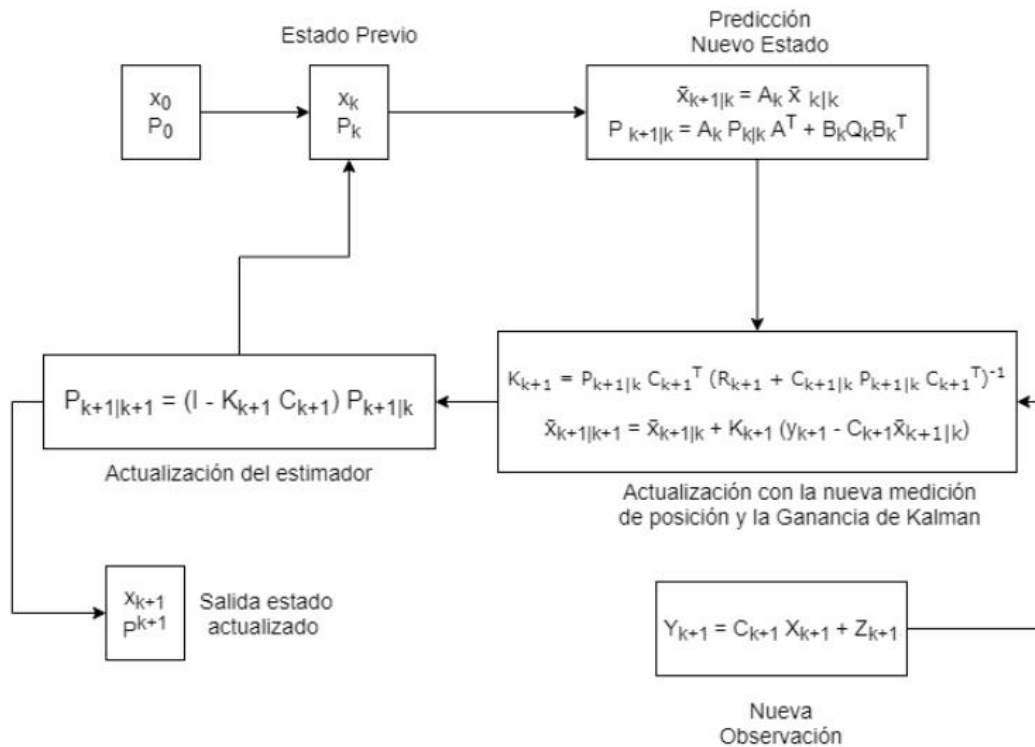 Estado Previo
Predicción
Nuevo Estado
x₀
P₀
xₖ
Pₖ
x̄ₖ₊₁|ₖ = Aₖ x̄ ₖ|ₖ
P ₖ₊₁|ₖ = Aₖ Pₖ|ₖ Aᵀ + BₖQₖBₖᵀ
Pₖ₊₁|ₖ₊₁ = (I - Kₖ₊₁ Cₖ₊₁) Pₖ₊₁|ₖ
Actualización del estimador
Kₖ₊₁ = Pₖ₊₁|ₖ Cₖ₊₁ᵀ (Rₖ₊₁ + Cₖ₊₁|ₖ Pₖ₊₁|ₖ Cₖ₊₁ᵀ)⁻¹
x̄ₖ₊₁|ₖ₊₁ = x̄ₖ₊₁|ₖ + Kₖ₊₁ (yₖ₊₁ - Cₖ₊₁x̄ₖ₊₁|ₖ)
Actualización con la nueva medición
de posición y la Ganancia de Kalman
xₖ₊₁
Pᵏ⁺¹
Salida estado
actualizado
Yₖ₊₁ = Cₖ₊₁ Xₖ₊₁ + Zₖ₊₁
Nueva
Observación